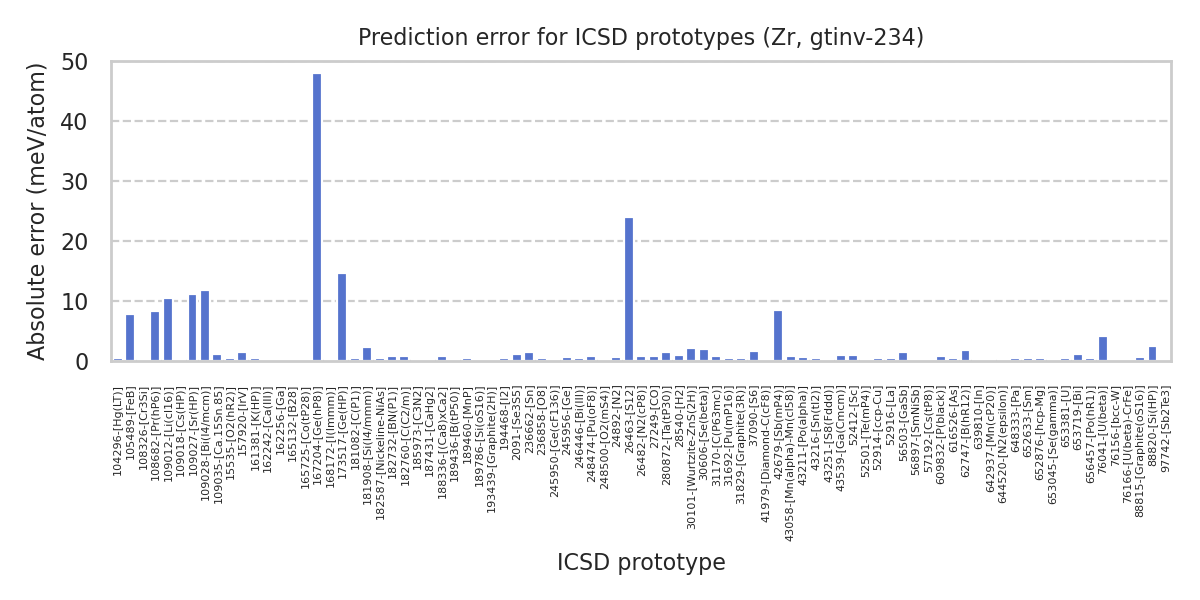 Prediction error for ICSD prototypes (Zr, gtinv-234)
Absolute error (meV/atom)
50
40
30
20
10
0
104296-[Hg(LT)]
105489-[FeB]
108326-[Cr3Si]
108682-[Pr(hP6)]
109012-[Li(cI16)]
109018-[Cs(HP)]
109027-[Sr(HP)]
109028-[Bi(I4/mcm)]
109035-[Ca.15Sn.85]
15535-[O2(hR2)]
157920-[IrV]
161381-[K(HP)]
162242-[Ca(III)]
162256-[Ga]
165132-[B28]
165725-[Co(tP28)]
167204-[Ge(hP8)]
168172-[I(Immm)]
173517-[Ge(HP)]
181082-[C(P1)]
181908-[Si(I4/mmm)]
182587-[Nickeline-NiAs]
182732-[BN(P1)]
182760-[C(C2/m)]
185973-[C3N2]
187431-[CaHg2]
188336-[(Ca8)xCa2]
189436-[B(tP50)]
189460-[MnP]
189786-[Si(oS16)]
193439-[Graphite(2H)]
194468-[I2]
2091-[Se3S5]
236662-[Sn]
236858-[O8]
245950-[Ge(cF136)]
245956-[Ge]
246446-[Bi(III)]
248474-[Pu(oF8)]
248500-[O2(mS4)]
24892-[N2]
26463-[S12]
26482-[N2(cP8)]
27249-[CO]
280872-[Ta(tP30)]
28540-[H2]
30101-[Wurtzite-ZnS(2H)]
30606-[Se(beta)]
31170-[C(P63mc)]
31692-[Pu(mP16)]
31829-[Graphite(3R)]
37090-[S6]
41979-[Diamond-C(cF8)]
42679-[Sb(mP4)]
43058-[Mn(alpha)-Mn(cI58)]
43211-[Po(alpha)]
43216-[Sn(tI2)]
43251-[S8(Fddd)]
43539-[Ga(Cmcm)]
52412-[Sc]
52501-[Te(mP4)]
52914-[ccp-Cu]
52916-[La]
56503-[GaSb]
56897-[SmNiSb]
57192-[Cs(tP8)]
609832-[P(black)]
616526-[As]
62747-[B(hR12)]
639810-[In]
642937-[Mn(cP20)]
644520-[N2(epsilon)]
648333-[Pa]
652633-[Sm]
652876-[hcp-Mg]
653045-[Se(gamma)]
653381-[U]
653719-[Bi]
656457-[Po(hR1)]
76041-[U(beta)]
76156-[bcc-W]
76166-[U(beta)-CrFe]
88815-[Graphite(oS16)]
88820-[Si(HP)]
97742-[Sb2Te3]
ICSD prototype